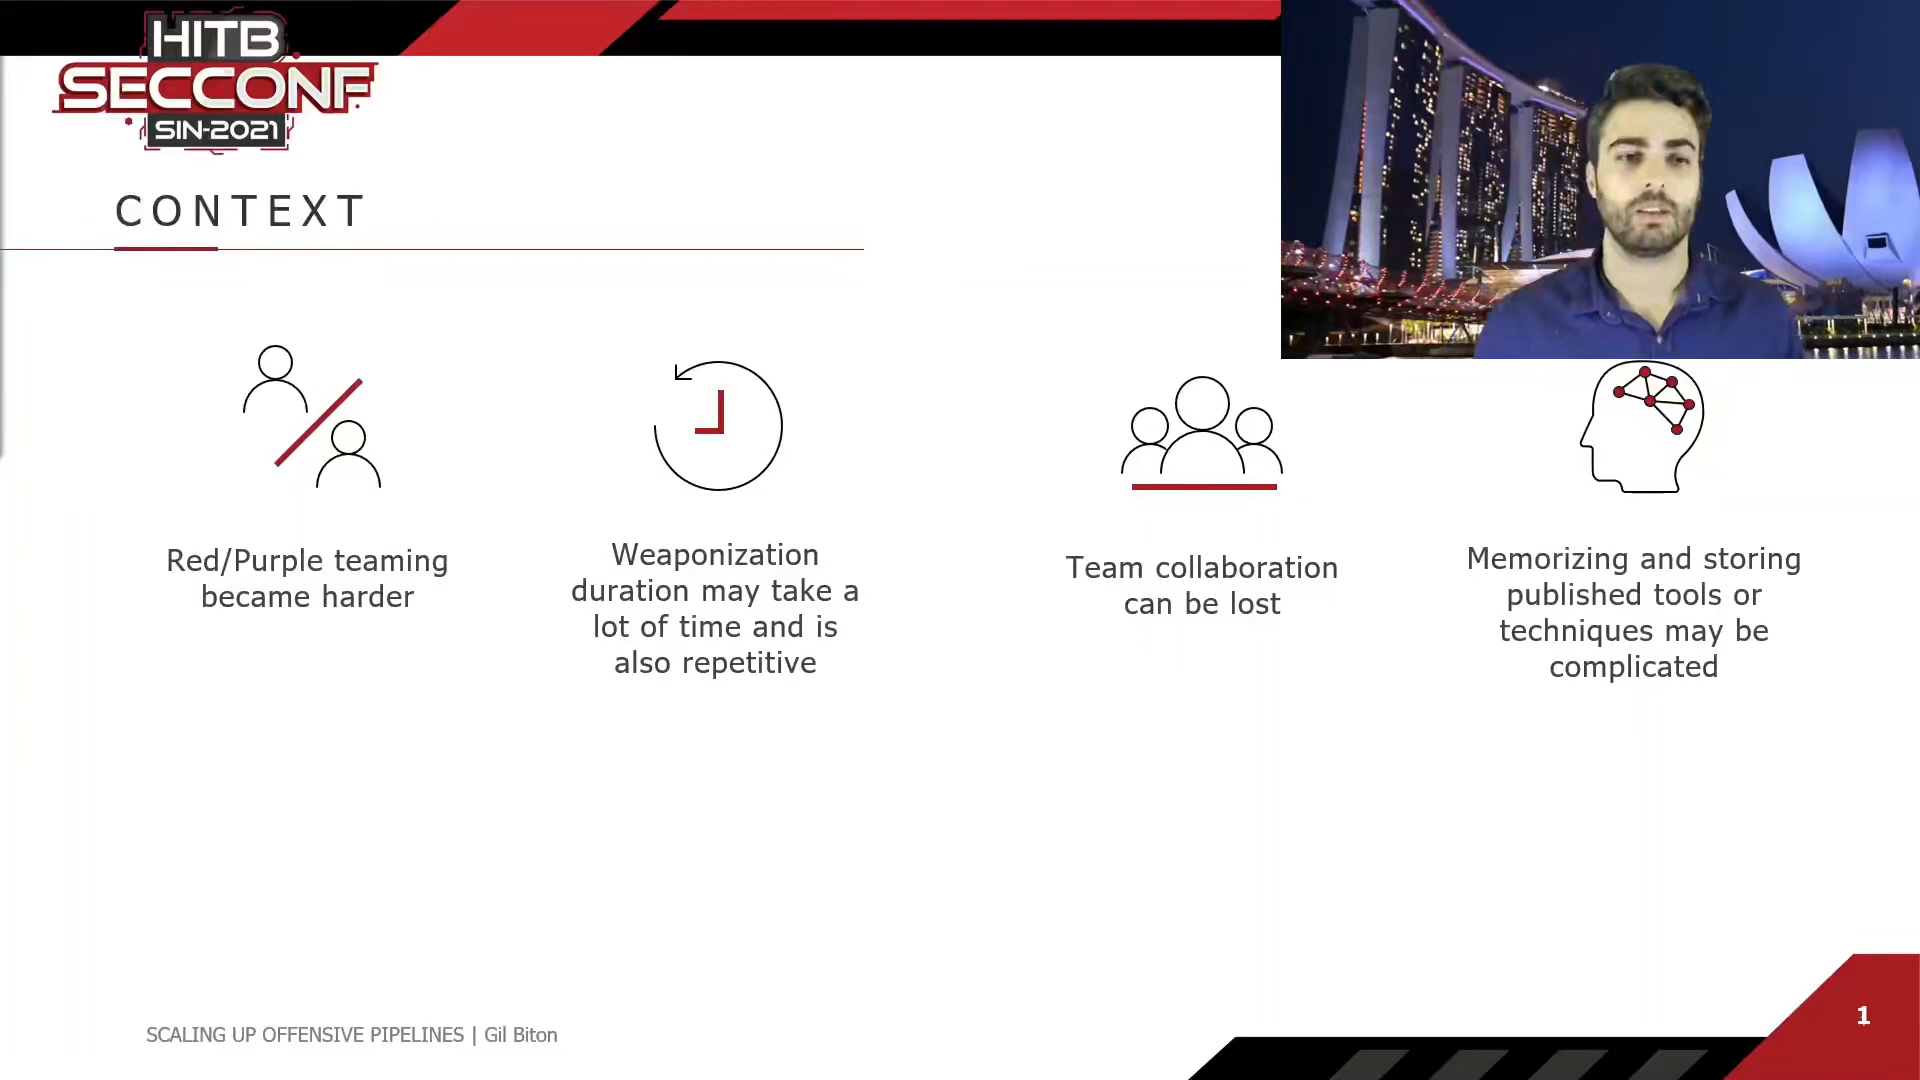 HITB
SECCONF
SIN-2021
CONTEXT
Red/Purple teaming
became harder
Weaponization
duration may take a
lot of time and is
also repetitive
Team collaboration
can be lost
Memorizing and storing
published tools or
techniques may be
complicated
SCALING UP OFFENSIVE PIPELINES | Gil Biton
1